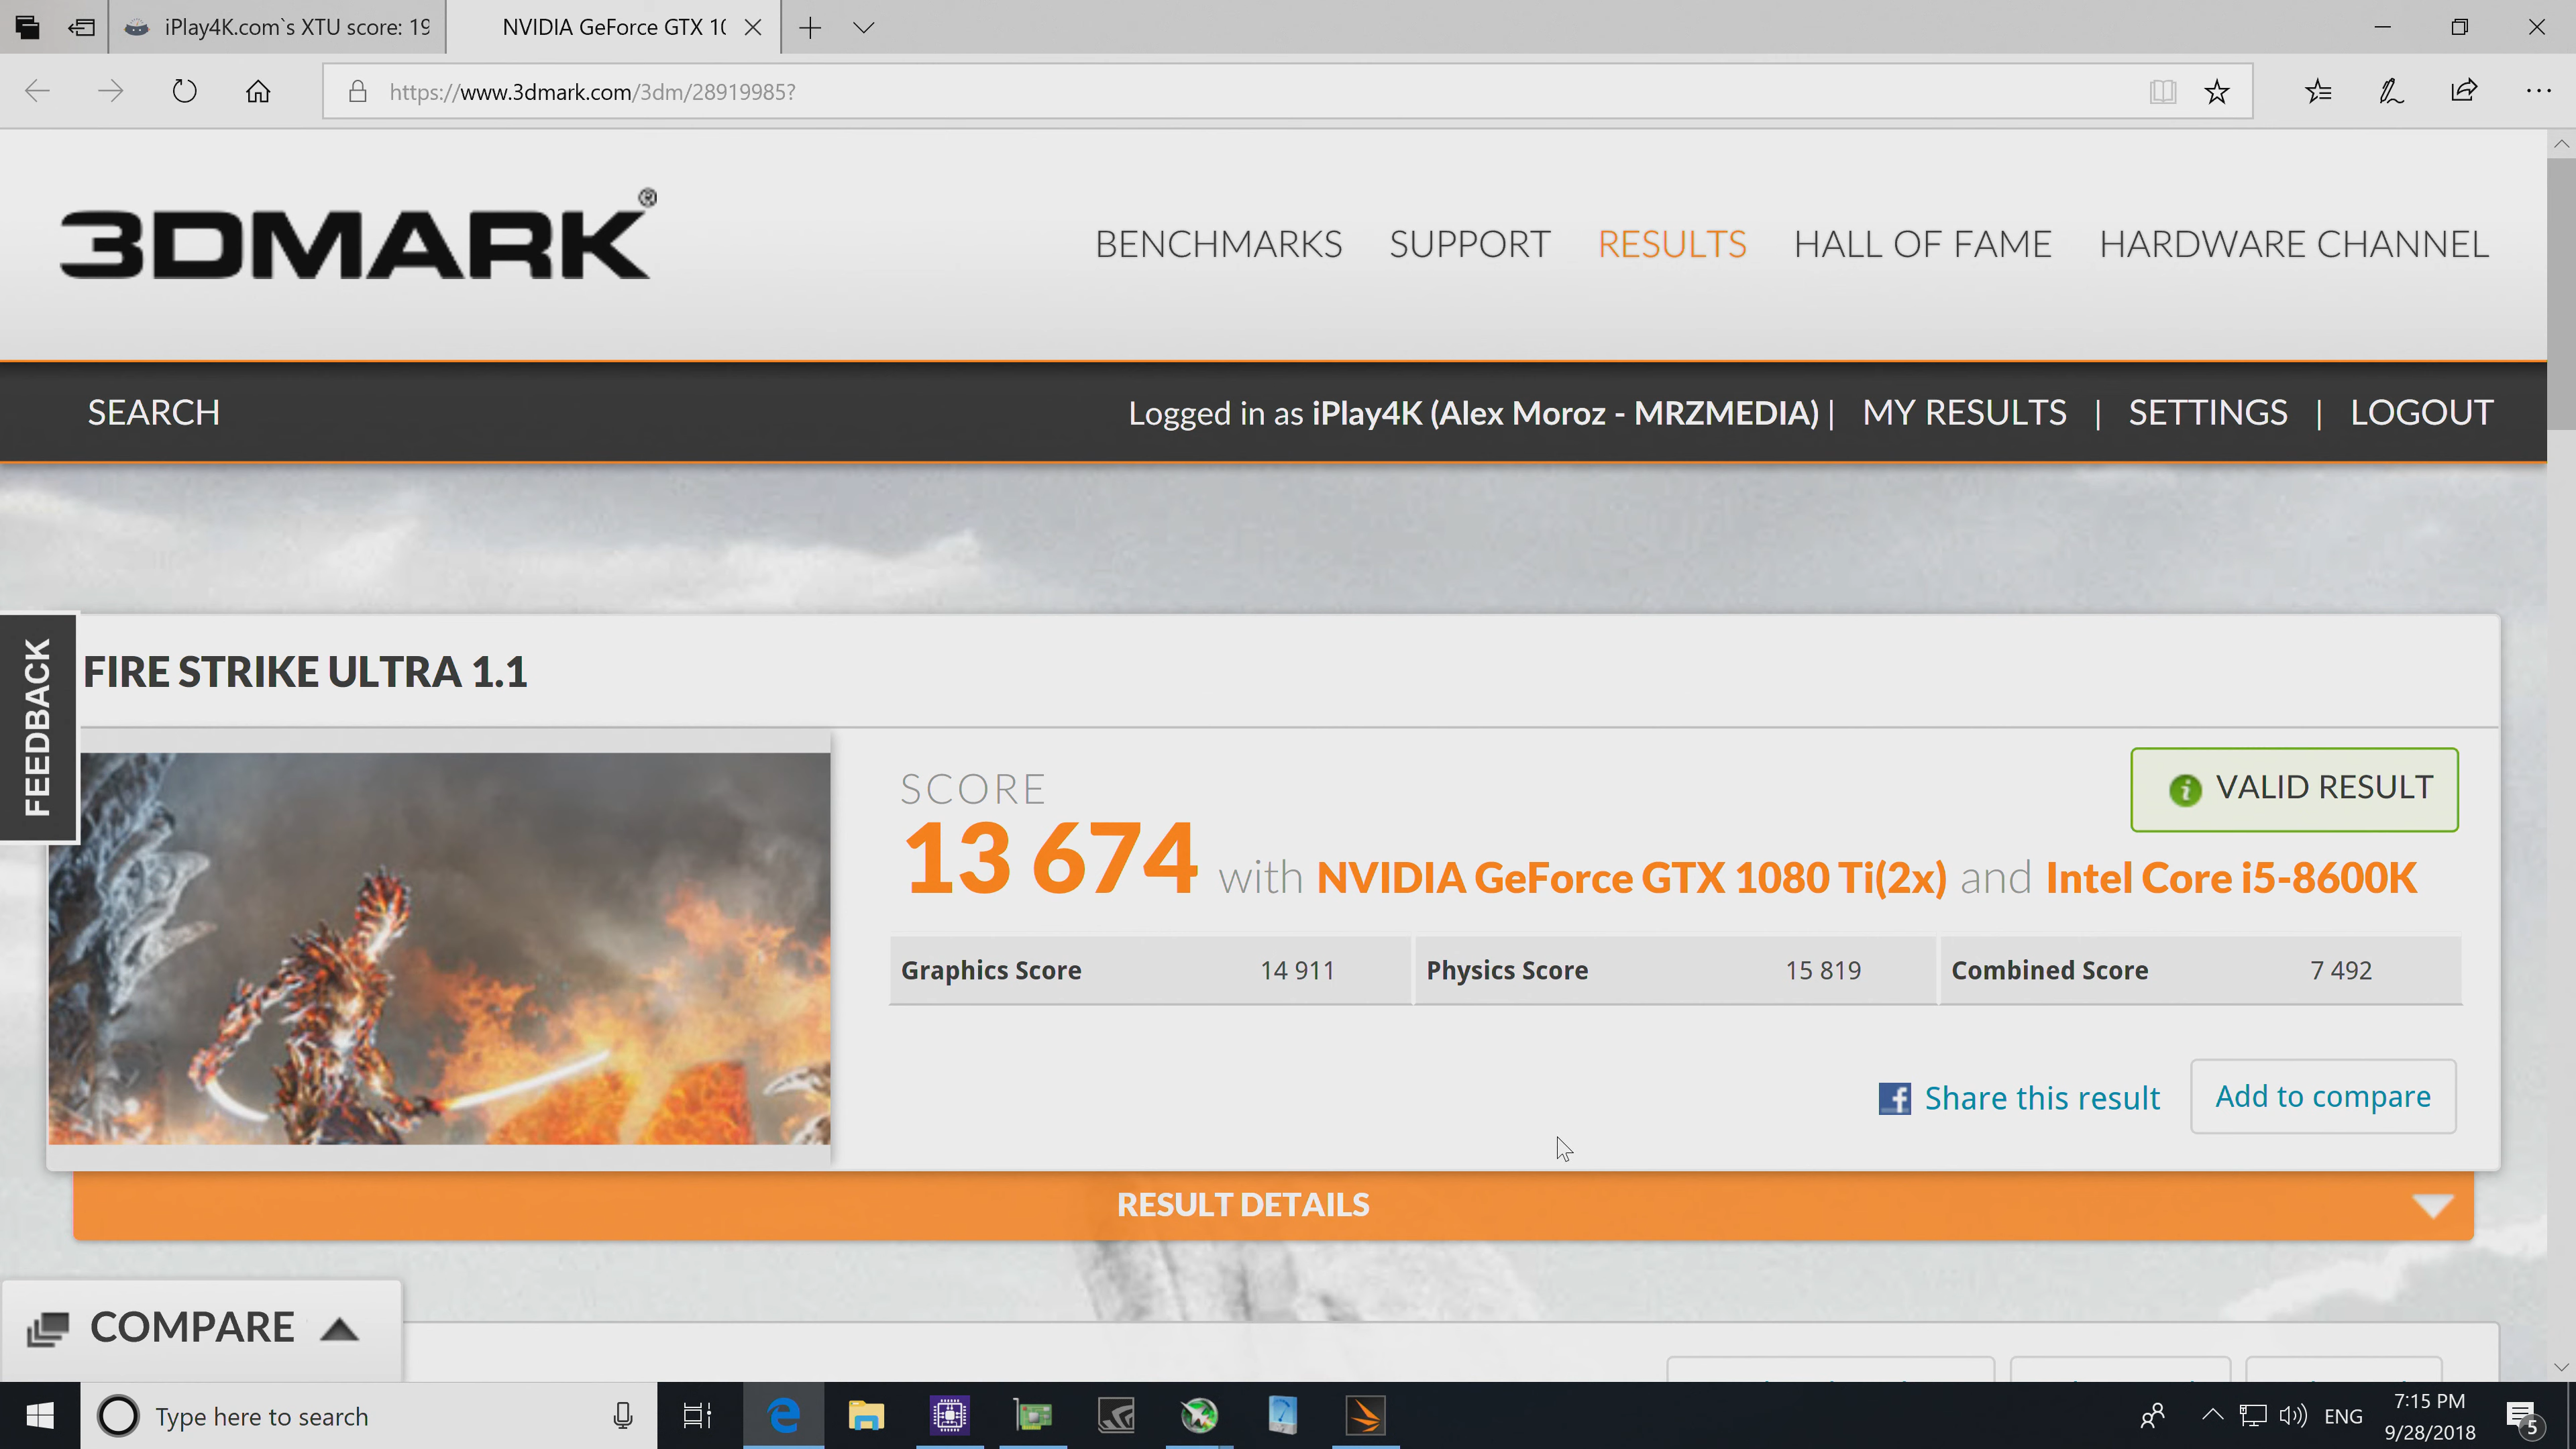 iPlay4K.com`s XTU score: 19
NVIDIA GeForce GTX 10
https://www.3dmark.com/3dm/28919985?
3DMARK®
BENCHMARKS SUPPORT RESULTS HALL OF FAME HARDWARE CHANNEL
SEARCH
Logged in as iPlay4K (Alex Moroz - MRZMEDIA) | MY RESULTS | SETTINGS | LOGOUT
FEEDBACK
FIRE STRIKE ULTRA 1.1
VALID RESULT
SCORE
13 674 with NVIDIA GeForce GTX 1080 Ti(2x) and Intel Core i5-8600K
Graphics Score 14 911 Physics Score 15 819 Combined Score 7 492
Share this result
Add to compare
RESULT DETAILS
COMPARE
Type here to search
ENG
7:15 PM
9/28/2018
5